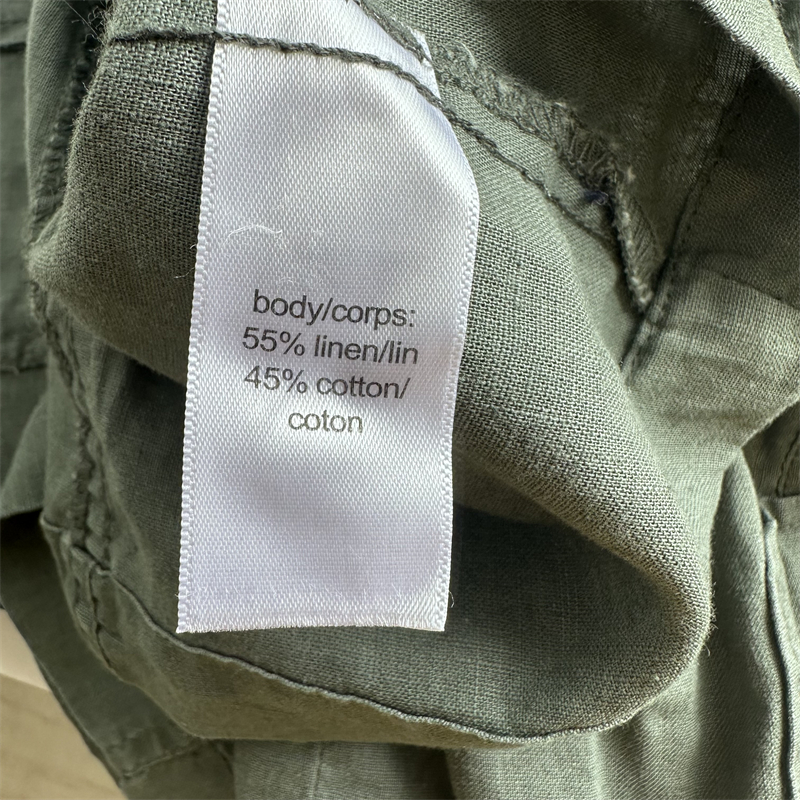 body/corps:
55% linen/lin
45% cotton/
coton